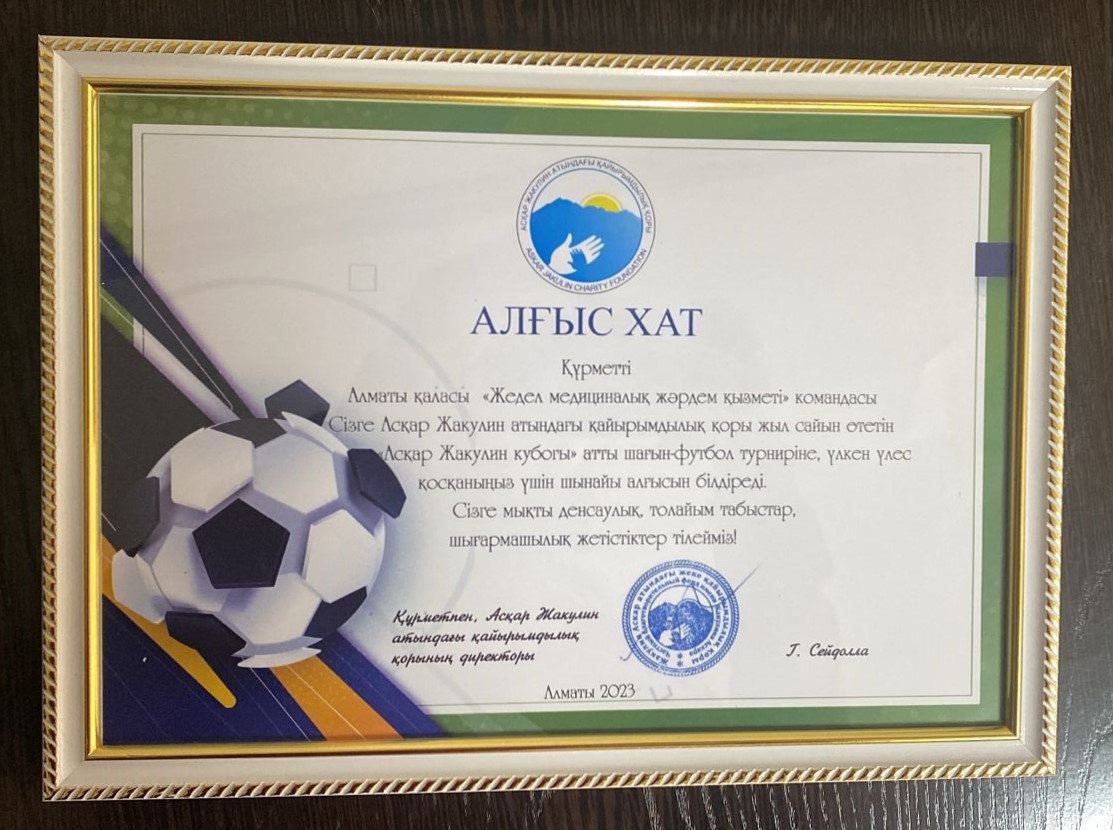 АСҚАР ЖАКУЛИН АТЫНДАҒЫ ҚАЙЫРЫМДЫЛЫҚ ҚОРЫ
ASKAR JAKULIN CHARITY FOUNDATION
АЛҒЫС ХАТ
Құрметті
Алматы қаласы «Жедел медициналық жәрдем қызметі» командасы
Сізге Асқар Жакулин атындағы қайырымдылық қоры жыл сайын өтетін
«Асқар Жакулин кубогы» атты шағын-футбол турниріне, үлкен үлес
қосқаныңыз үшін шынайы алғысын білдіреді.
Сізге мықты денсаулық, толайым табыстар,
шығармашылық жетістіктер тілейміз!
Құрметпен, Асқар Жакулин
атындағы қайырымдылық
қорының директоры
Г. Сейдолла
Алматы 2023